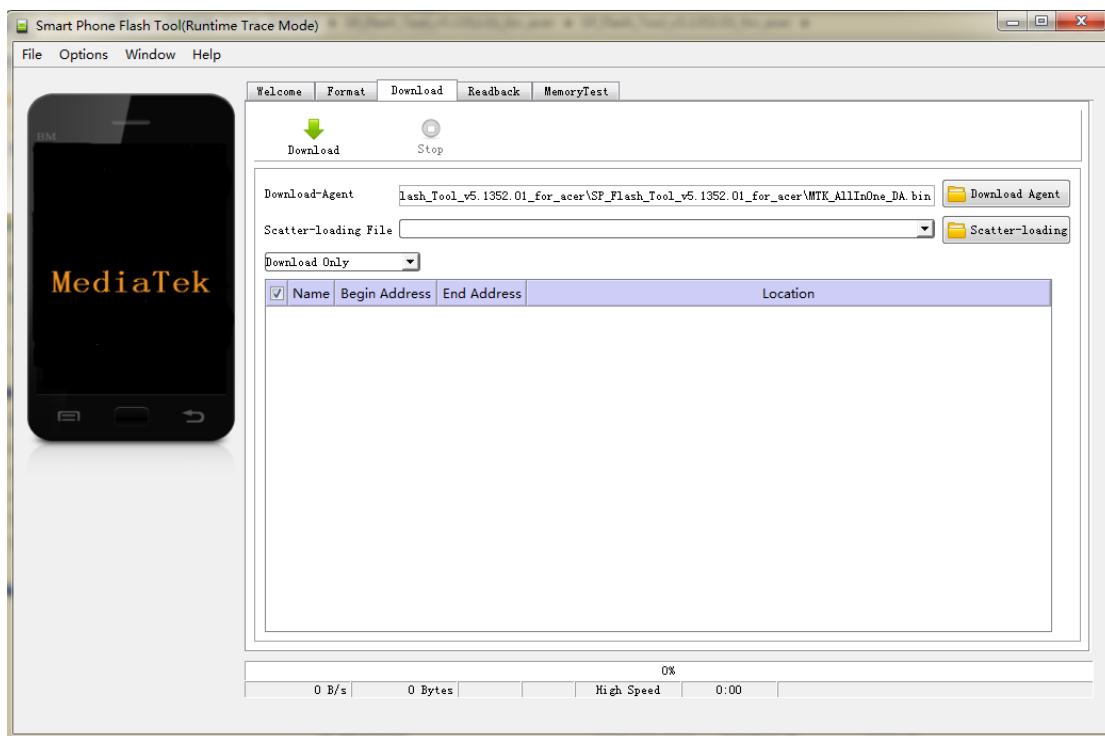 Smart Phone Flash Tool(Runtime Trace Mode)
File Options Window Help
Welcome Format Download Readback MemoryTest
BM
Download Stop
Download-Agent lash_Tool_v5.1352.01_for_acer\SP_Flash_Tool_v5.1352.01_for_acer\MTK_AllInOne_DA.bin Download Agent
Scatter-loading File Scatter-loading
Download Only
MediaTek
Name Begin Address End Address Location
0%
0 B/s 0 Bytes High Speed 0:00